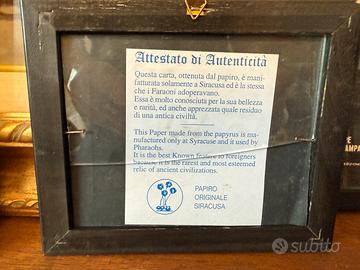 Attestato di Autenticità
Questa carta, ottenuta dal papiro, è mani-
fatturata solamente a Siracusa ed è la stessa
che i Faraoni adoperavano.
Essa è molto conosciuta per la sua bellezza
e rarità, ed anche apprezzata quale residuo
di una antica civiltà.
This Paper made from the papyrus is ma-
nufactured only at Syracuse and it used by
Pharaohs.
It is the best Known feature to foreigners
because it is the rarest and most esteemed
relic of ancient civilizations.
PAPIRO
ORIGINALE
SIRACUSA
AMPA
subito